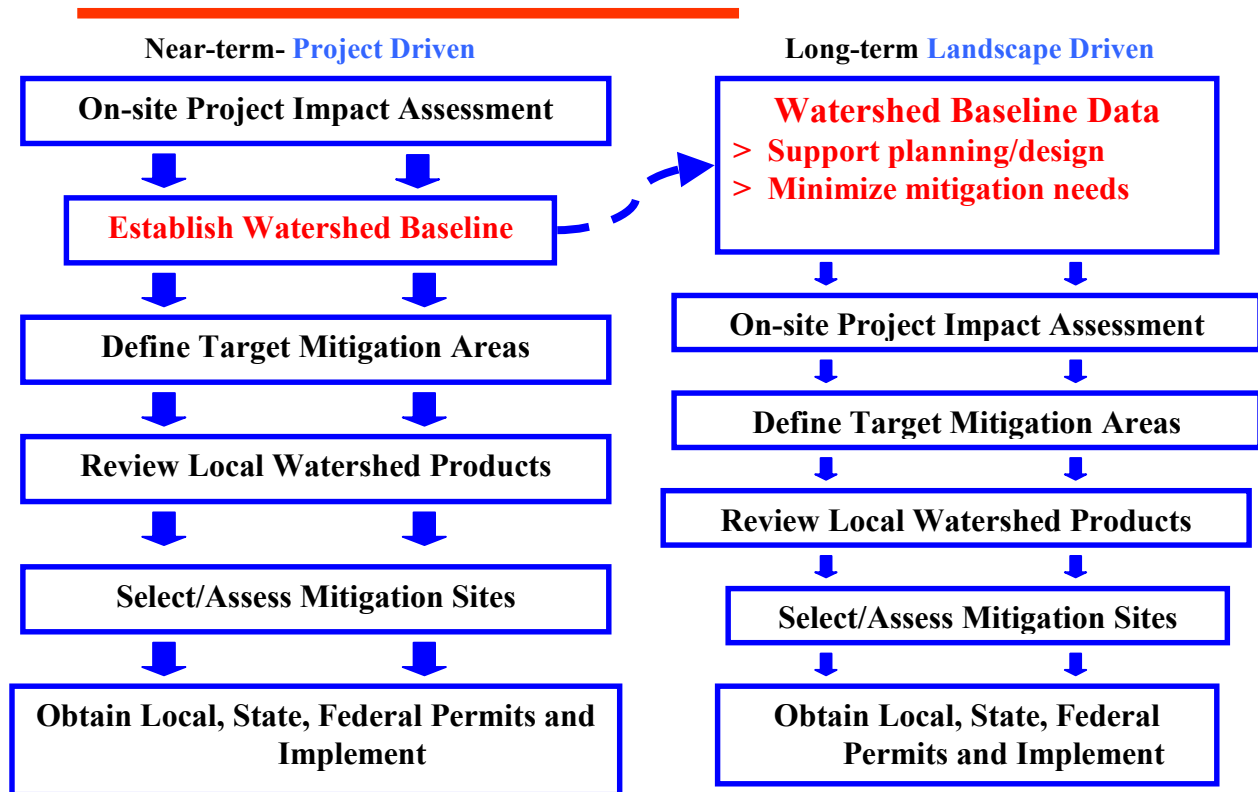 Near-term- Project Driven
On-site Project Impact Assessment
Establish Watershed Baseline
Define Target Mitigation Areas
Review Local Watershed Products
Select/Assess Mitigation Sites
Obtain Local, State, Federal Permits and
Implement
Long-term Landscape Driven
Watershed Baseline Data
> Support planning/design
> Minimize mitigation needs
On-site Project Impact Assessment
Define Target Mitigation Areas
Review Local Watershed Products
Select/Assess Mitigation Sites
Obtain Local, State, Federal
Permits and Implement